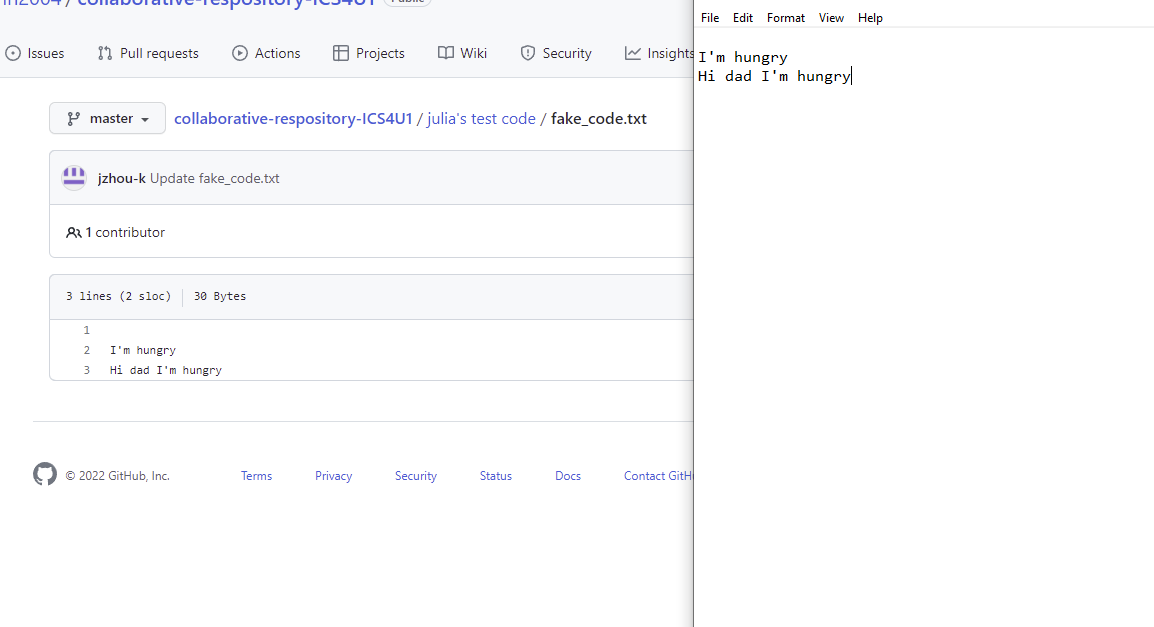 collaborative-respository-ICS4U1 Public
Issues Pull requests Actions Projects Wiki Security Insights
master collaborative-respository-ICS4U1 / julia's test code / fake_code.txt
jzhou-k Update fake_code.txt
1 contributor
3 lines (2 sloc) 30 Bytes
1
2 I'm hungry
3 Hi dad I'm hungry
© 2022 GitHub, Inc. Terms Privacy Security Status Docs Contact GitH
File Edit Format View Help
I'm hungry
Hi dad I'm hungry